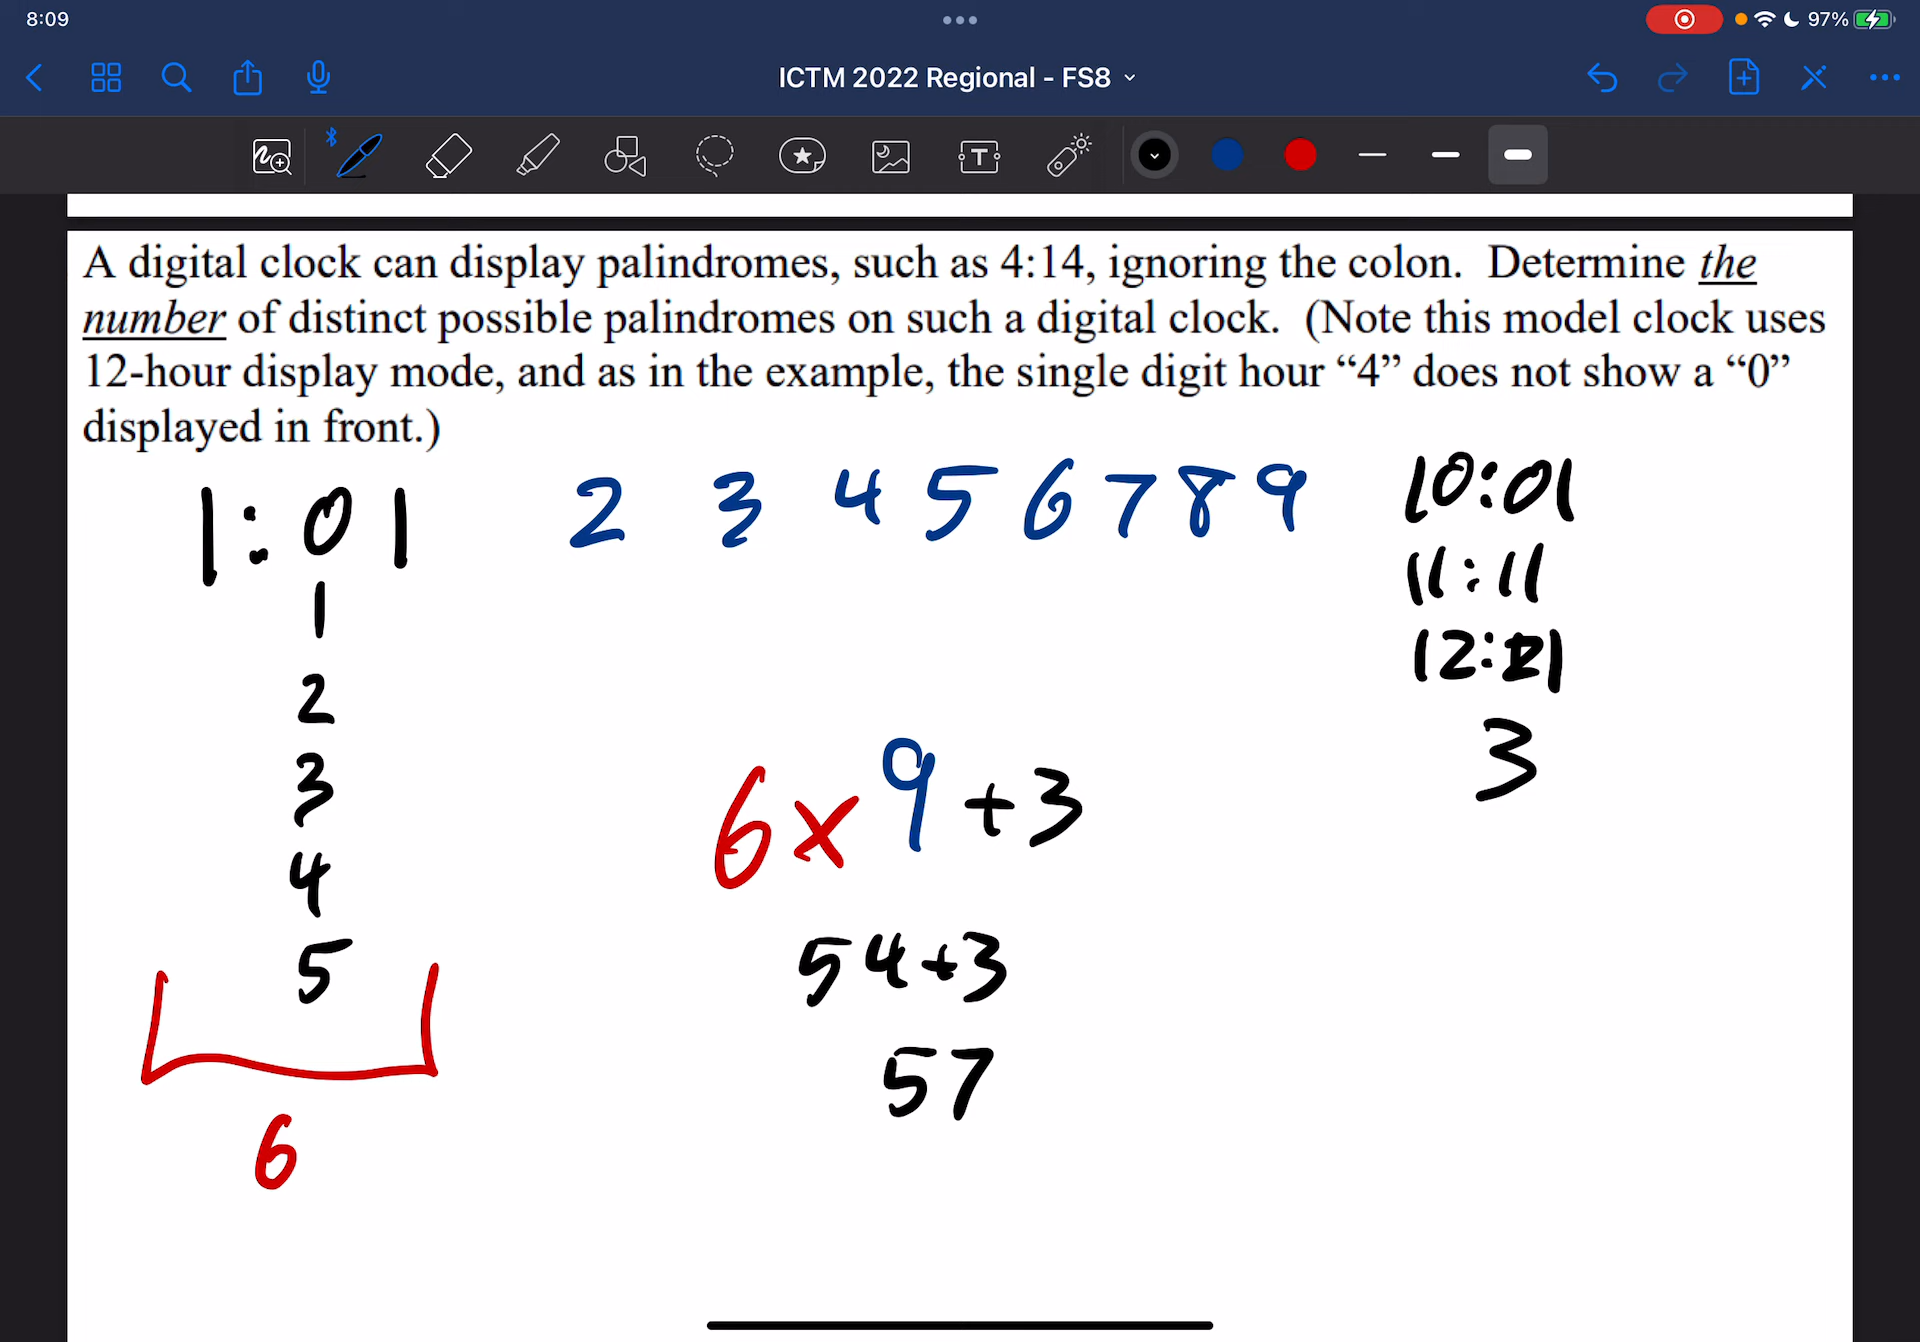 8:09
97%
ICTM 2022 Regional - FS8
T
A digital clock can display palindromes, such as 4:14, ignoring the colon. Determine the
number of distinct possible palindromes on such a digital clock. (Note this model clock uses
12-hour display mode, and as in the example, the single digit hour “4” does not show a “0”
displayed in front.)
1:01
1
2
3
4
5
6
2 3 4 5 6 7 8 9
6x9+3
54+3
57
10:01
11:11
12:21
3